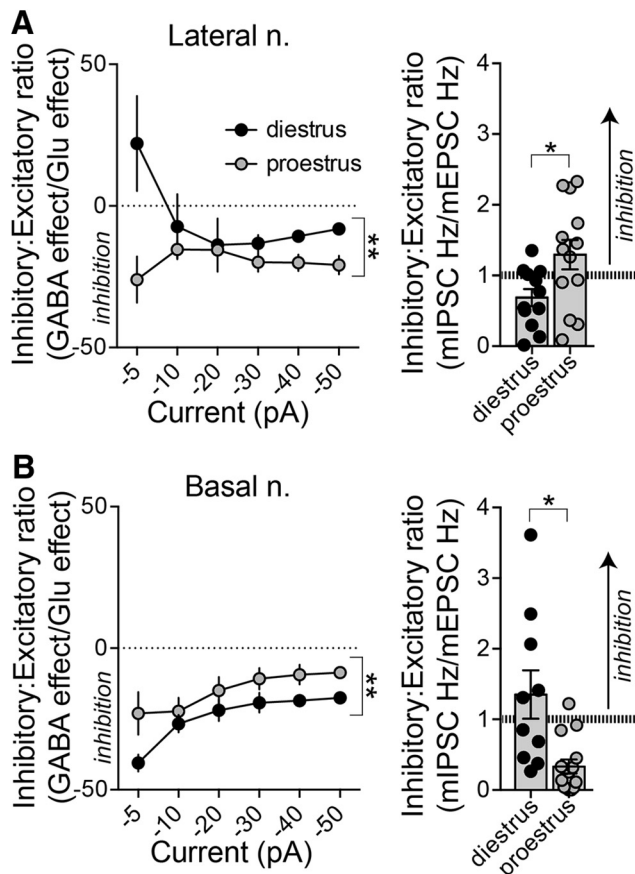 A
Lateral n.
Inhibitory:Excitatory ratio
(GABA effect/Glu effect)
inhibition
50
0
-50
diestrus
proestrus
**
-5
-10
-20
-30
-40
-50
Current (pA)
Inhibitory:Excitatory ratio
(mIPSC Hz/mEPSC Hz)
4
3
2
1
0
*
inhibition
diestrus
proestrus
B
Basal n.
Inhibitory:Excitatory ratio
(GABA effect/Glu effect)
inhibition
50
0
-50
**
-5
-10
-20
-30
-40
-50
Current (pA)
Inhibitory:Excitatory ratio
(mIPSC Hz/mEPSC Hz)
4
3
2
1
0
*
inhibition
diestrus
proestrus